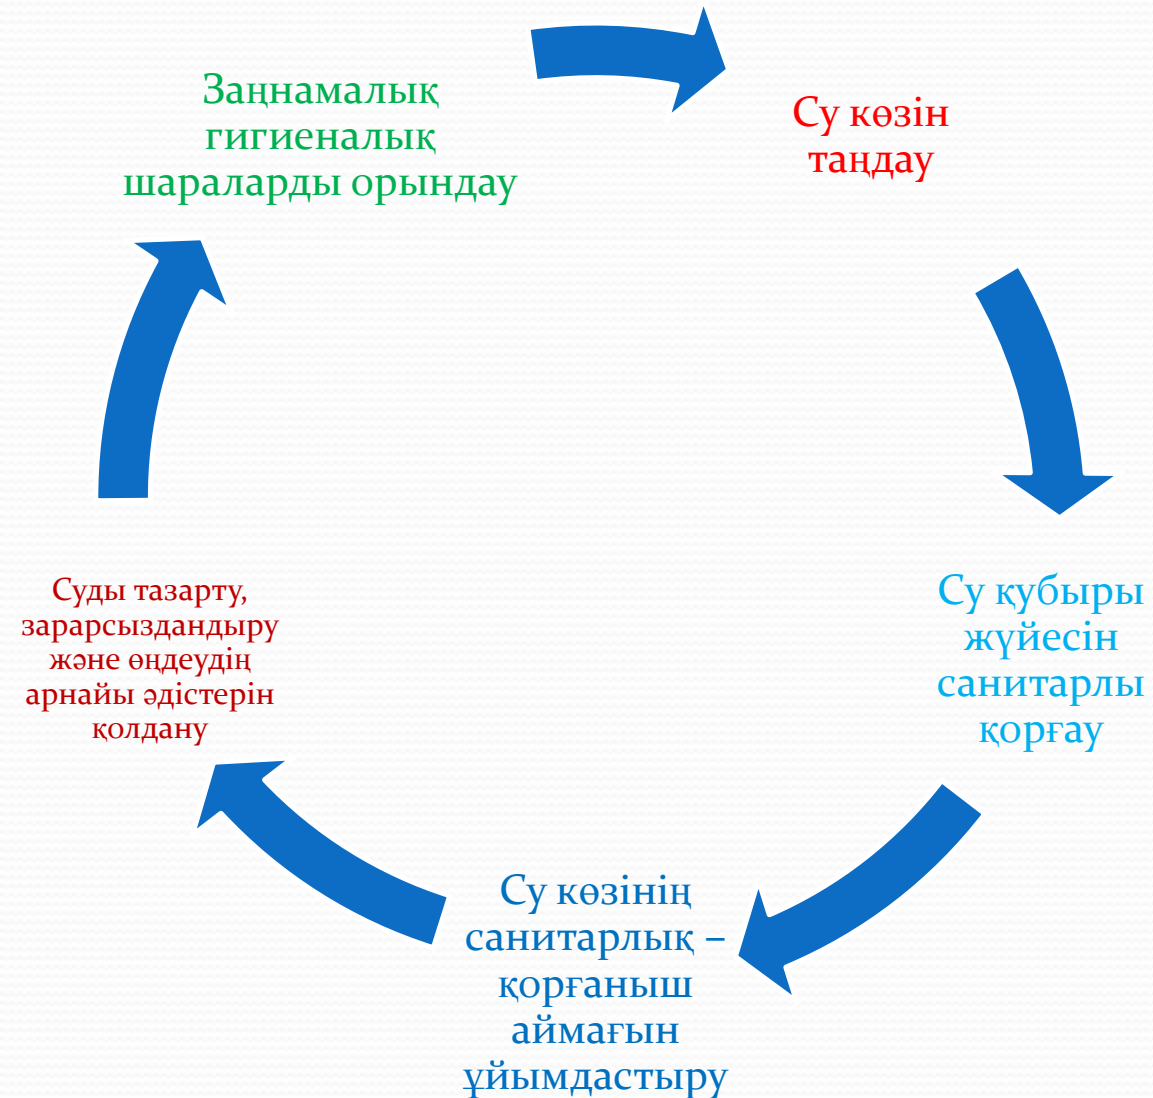 Заңнамалық
гигиеналық
шараларды орындау
Су көзін
таңдау
Су құбыры
жүйесін
санитарлы
қорғау
Су көзінің
санитарлық –
қорғаныш
аймағын
ұйымдастыру
Суды тазарту,
зарарсыздандыру
және өңдеудің
арнайы әдістерін
қолдану